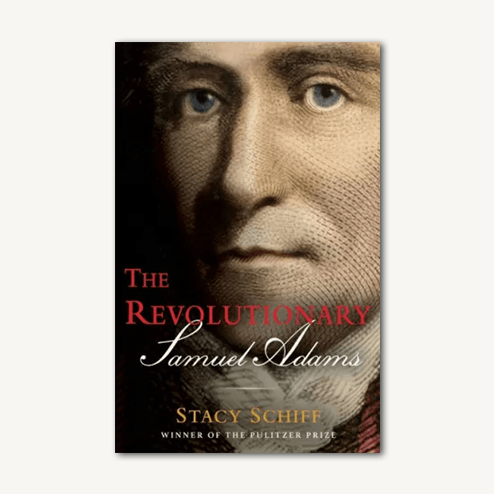 THE
REVOLUTIONARY
Samuel Adams
STACY SCHIFF
WINNER OF THE PULITZER PRIZE